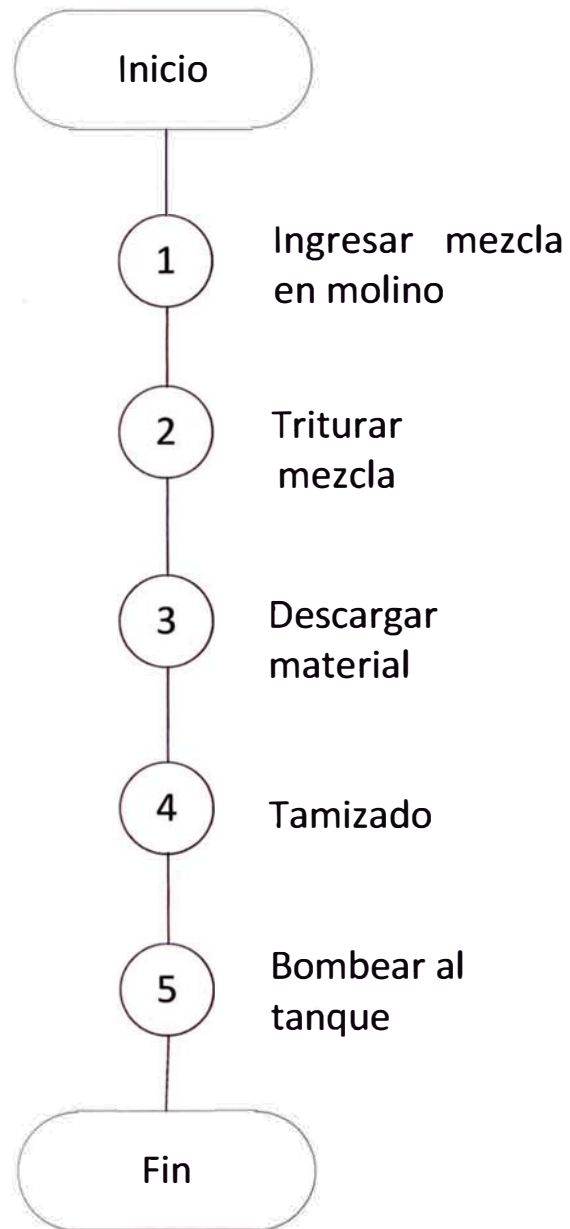 Inicio
1
Ingresar mezcla
en molino
2
Triturar
mezcla
3
Descargar
material
4
Tamizado
5
Bombear al
tanque
Fin